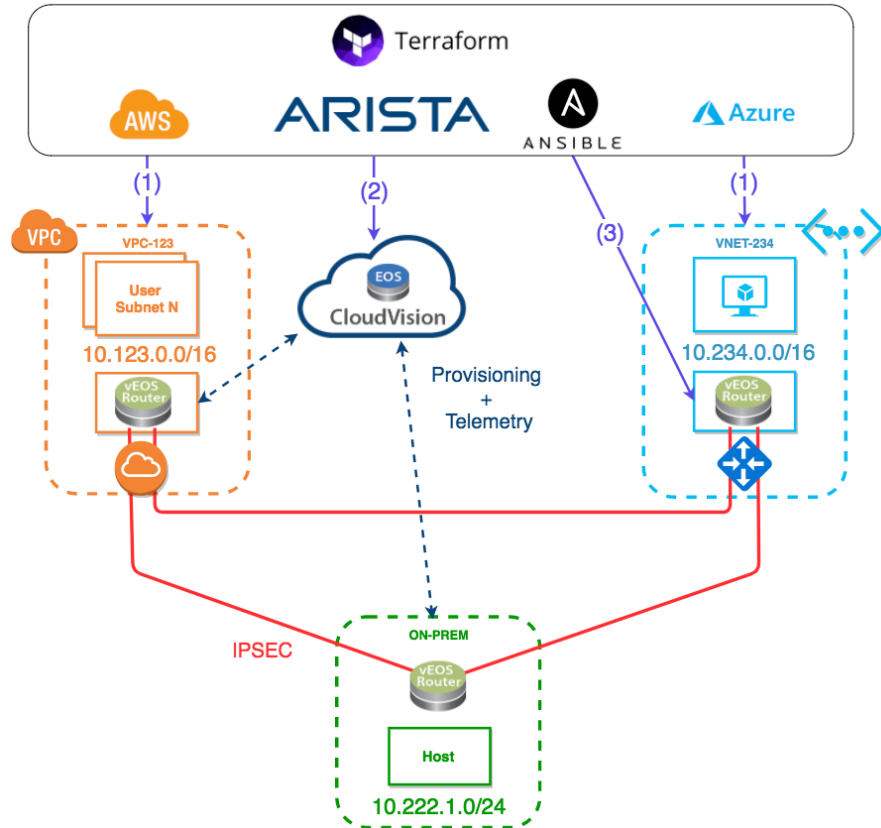 Terraform
AWS
ARISTA
ANSIBLE
Azure
(1)
(2)
(3)
(1)
VPC
VPC-123
User
Subnet N
10.123.0.0/16
vEOS
Router
EOS
CloudVision
Provisioning
+
Telemetry
VNET-234
10.234.0.0/16
vEOS
Router
IPSEC
ON-PREM
vEOS
Router
Host
10.222.1.0/24